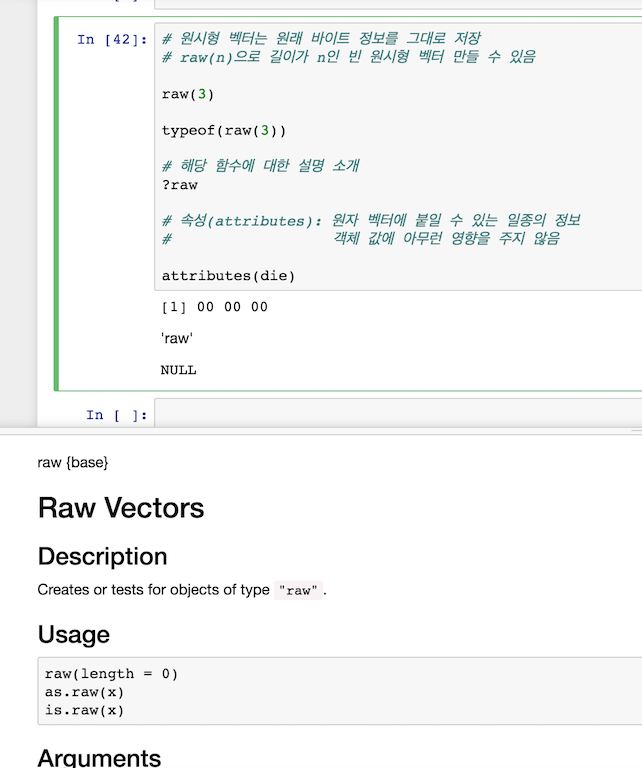 In [42]:
# 원시형 벡터는 원래 바이트 정보를 그대로 저장
# raw(n)으로 길이가 n인 빈 원시형 벡터 만들 수 있음
raw(3)
typeof(raw(3))
# 해당 함수에 대한 설명 소개
?raw
# 속성(attributes): 원자 벡터에 붙일 수 있는 일종의 정보
# 객체 값에 아무런 영향을 주지 않음
attributes(die)
[1] 00 00 00
'raw'
NULL
In [ ]:
raw {base}
Raw Vectors
Description
Creates or tests for objects of type "raw" .
Usage
raw(length = 0)
as.raw(x)
is.raw(x)
Arguments